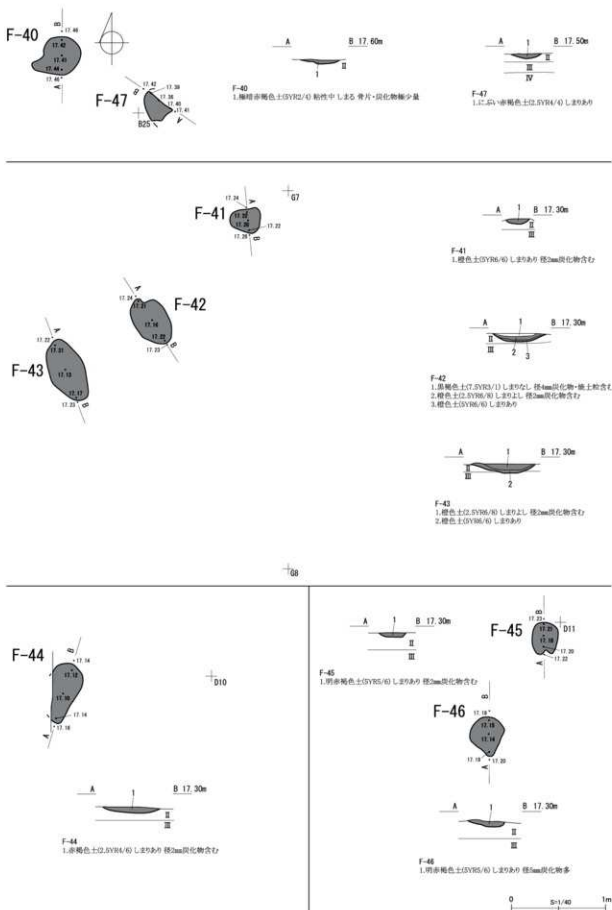 F-40
B
17.46
17.42
17.41
17.44
17.46
A
F-47
17.42
17.39
B
17.38
17.40
17.41
A
B25
A B 17.60m
II
1
F-40
1.極暗赤褐色土(5YR2/4) 粘性中 しまる 骨片・炭化物極少量
A 1 B 17.50m
II
III
IV
F-47
1.にぶい赤褐色土(2.5YR4/4) しまりあり
G7
F-41
17.24
A
17.22
17.26
B
F-42
A
17.24
17.21
17.16
17.22
17.23
B
F-43
A
17.22
17.21
17.15
17.17
17.23
B
A 1 B 17.30m
II
III
F-41
1.橙色土(5YR6/6) しまりあり 径2mm炭化物含む
A 1 B 17.30m
II
III
2 3
F-42
1.黒褐色土(7.5YR3/1) しまりなし 径4mm炭化物・焼土粒含む
2.橙色土(2.5YR6/8) しまりよし 径2mm炭化物含む
3.橙色土(5YR6/6) しまりあり
A 1 B 17.30m
II
III
2
F-43
1.橙色土(2.5YR6/8) しまりよし 径2mm炭化物含む
2.橙色土(5YR6/6) しまりあり
G8
F-44
B
17.14
17.12
17.10
17.14
17.16
A
D10
A 1 B 17.30m
II
III
F-44
1.赤褐色土(2.5YR4/6) しまりあり 径2mm炭化物含む
A 1 B 17.30m
II
III
F-45
1.明赤褐色土(5YR5/6) しまりあり 径2mm炭化物含む
F-45
B
17.23
17.21
17.18
17.20
17.22
A
D11
F-46
B
17.18
17.15
17.14
17.20
A
A 1 B 17.30m
II
III
F-46
1.明赤褐色土(5YR5/6) しまりあり 径5mm炭化物多
0 S=1/40 1m